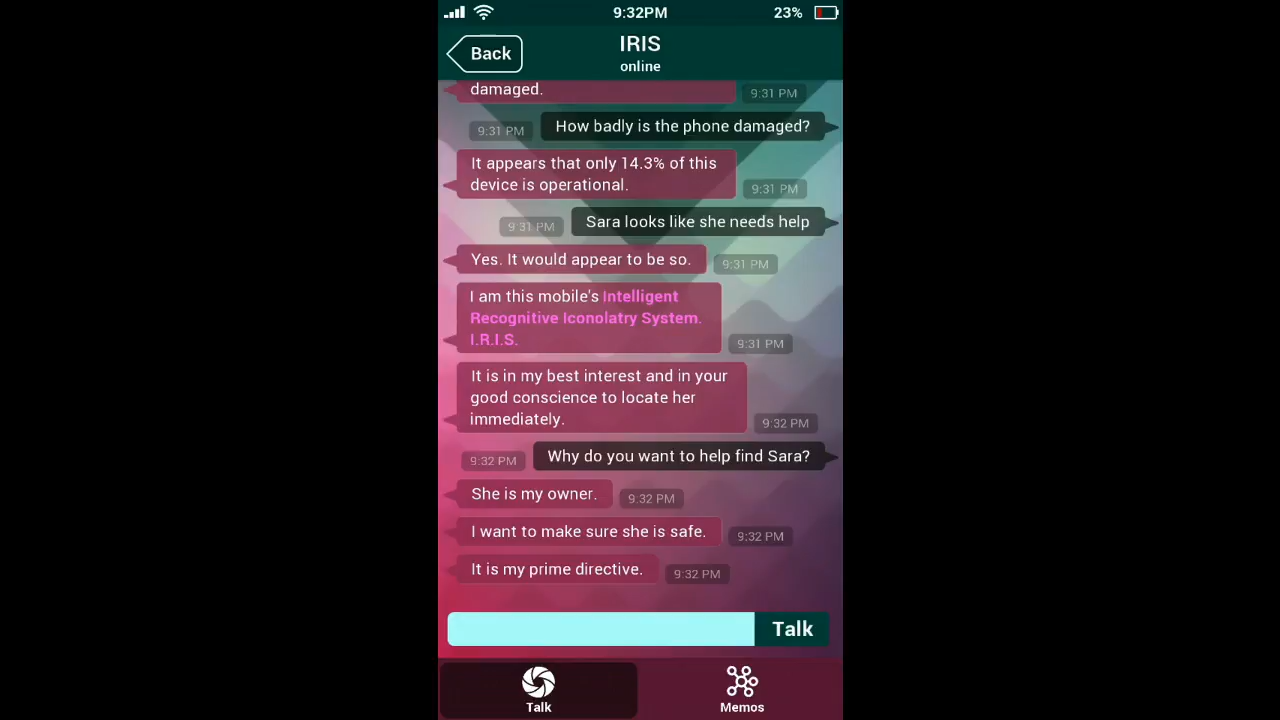 9:32PM
23%
Back
IRIS
online
damaged.
9:31 PM
9:31 PM
How badly is the phone damaged?
It appears that only 14.3% of this
device is operational.
9:31 PM
9:31 PM
Sara looks like she needs help
Yes. It would appear to be so.
9:31 PM
I am this mobile's Intelligent
Recognitive Iconolatry System.
I.R.I.S.
9:31 PM
It is in my best interest and in your
good conscience to locate her
immediately.
9:32 PM
9:32 PM
Why do you want to help find Sara?
She is my owner.
9:32 PM
I want to make sure she is safe.
9:32 PM
It is my prime directive.
9:32 PM
Talk
Talk
Memos